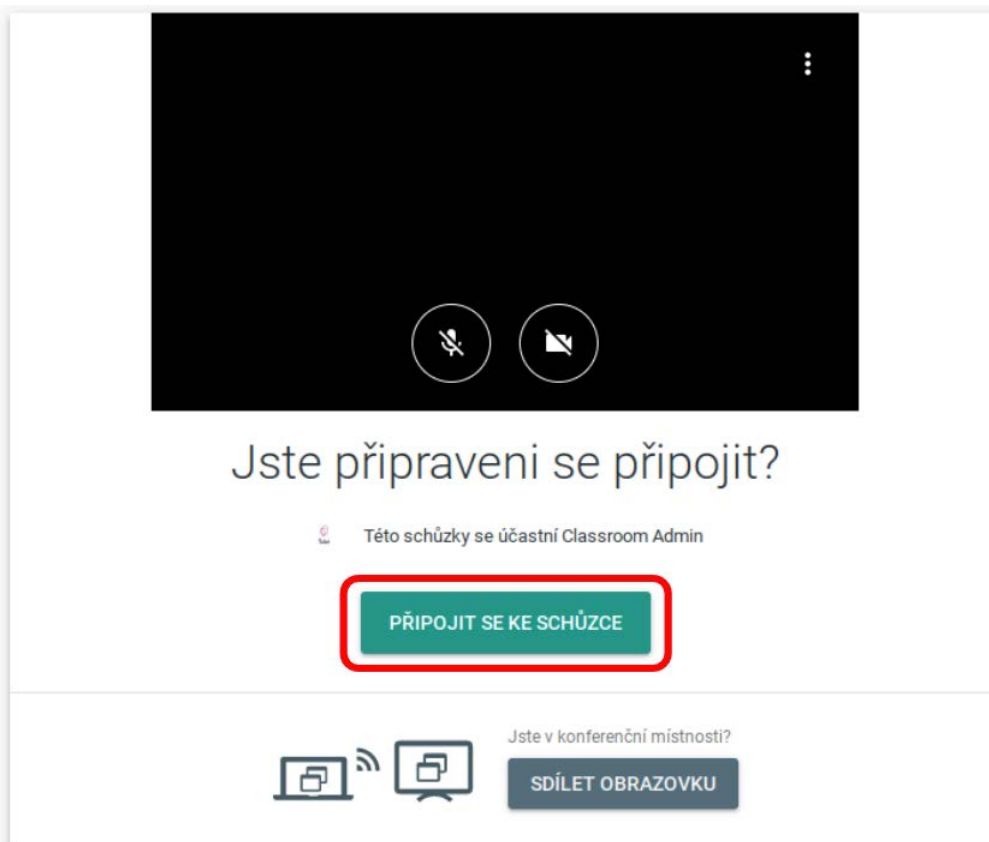 Jste připraveni se připojit?
Této schůzky se účastní Classroom Admin
PŘIPOJIT SE KE SCHŮZCE
Jste v konferenční místnosti?
SDÍLET OBRAZOVKU